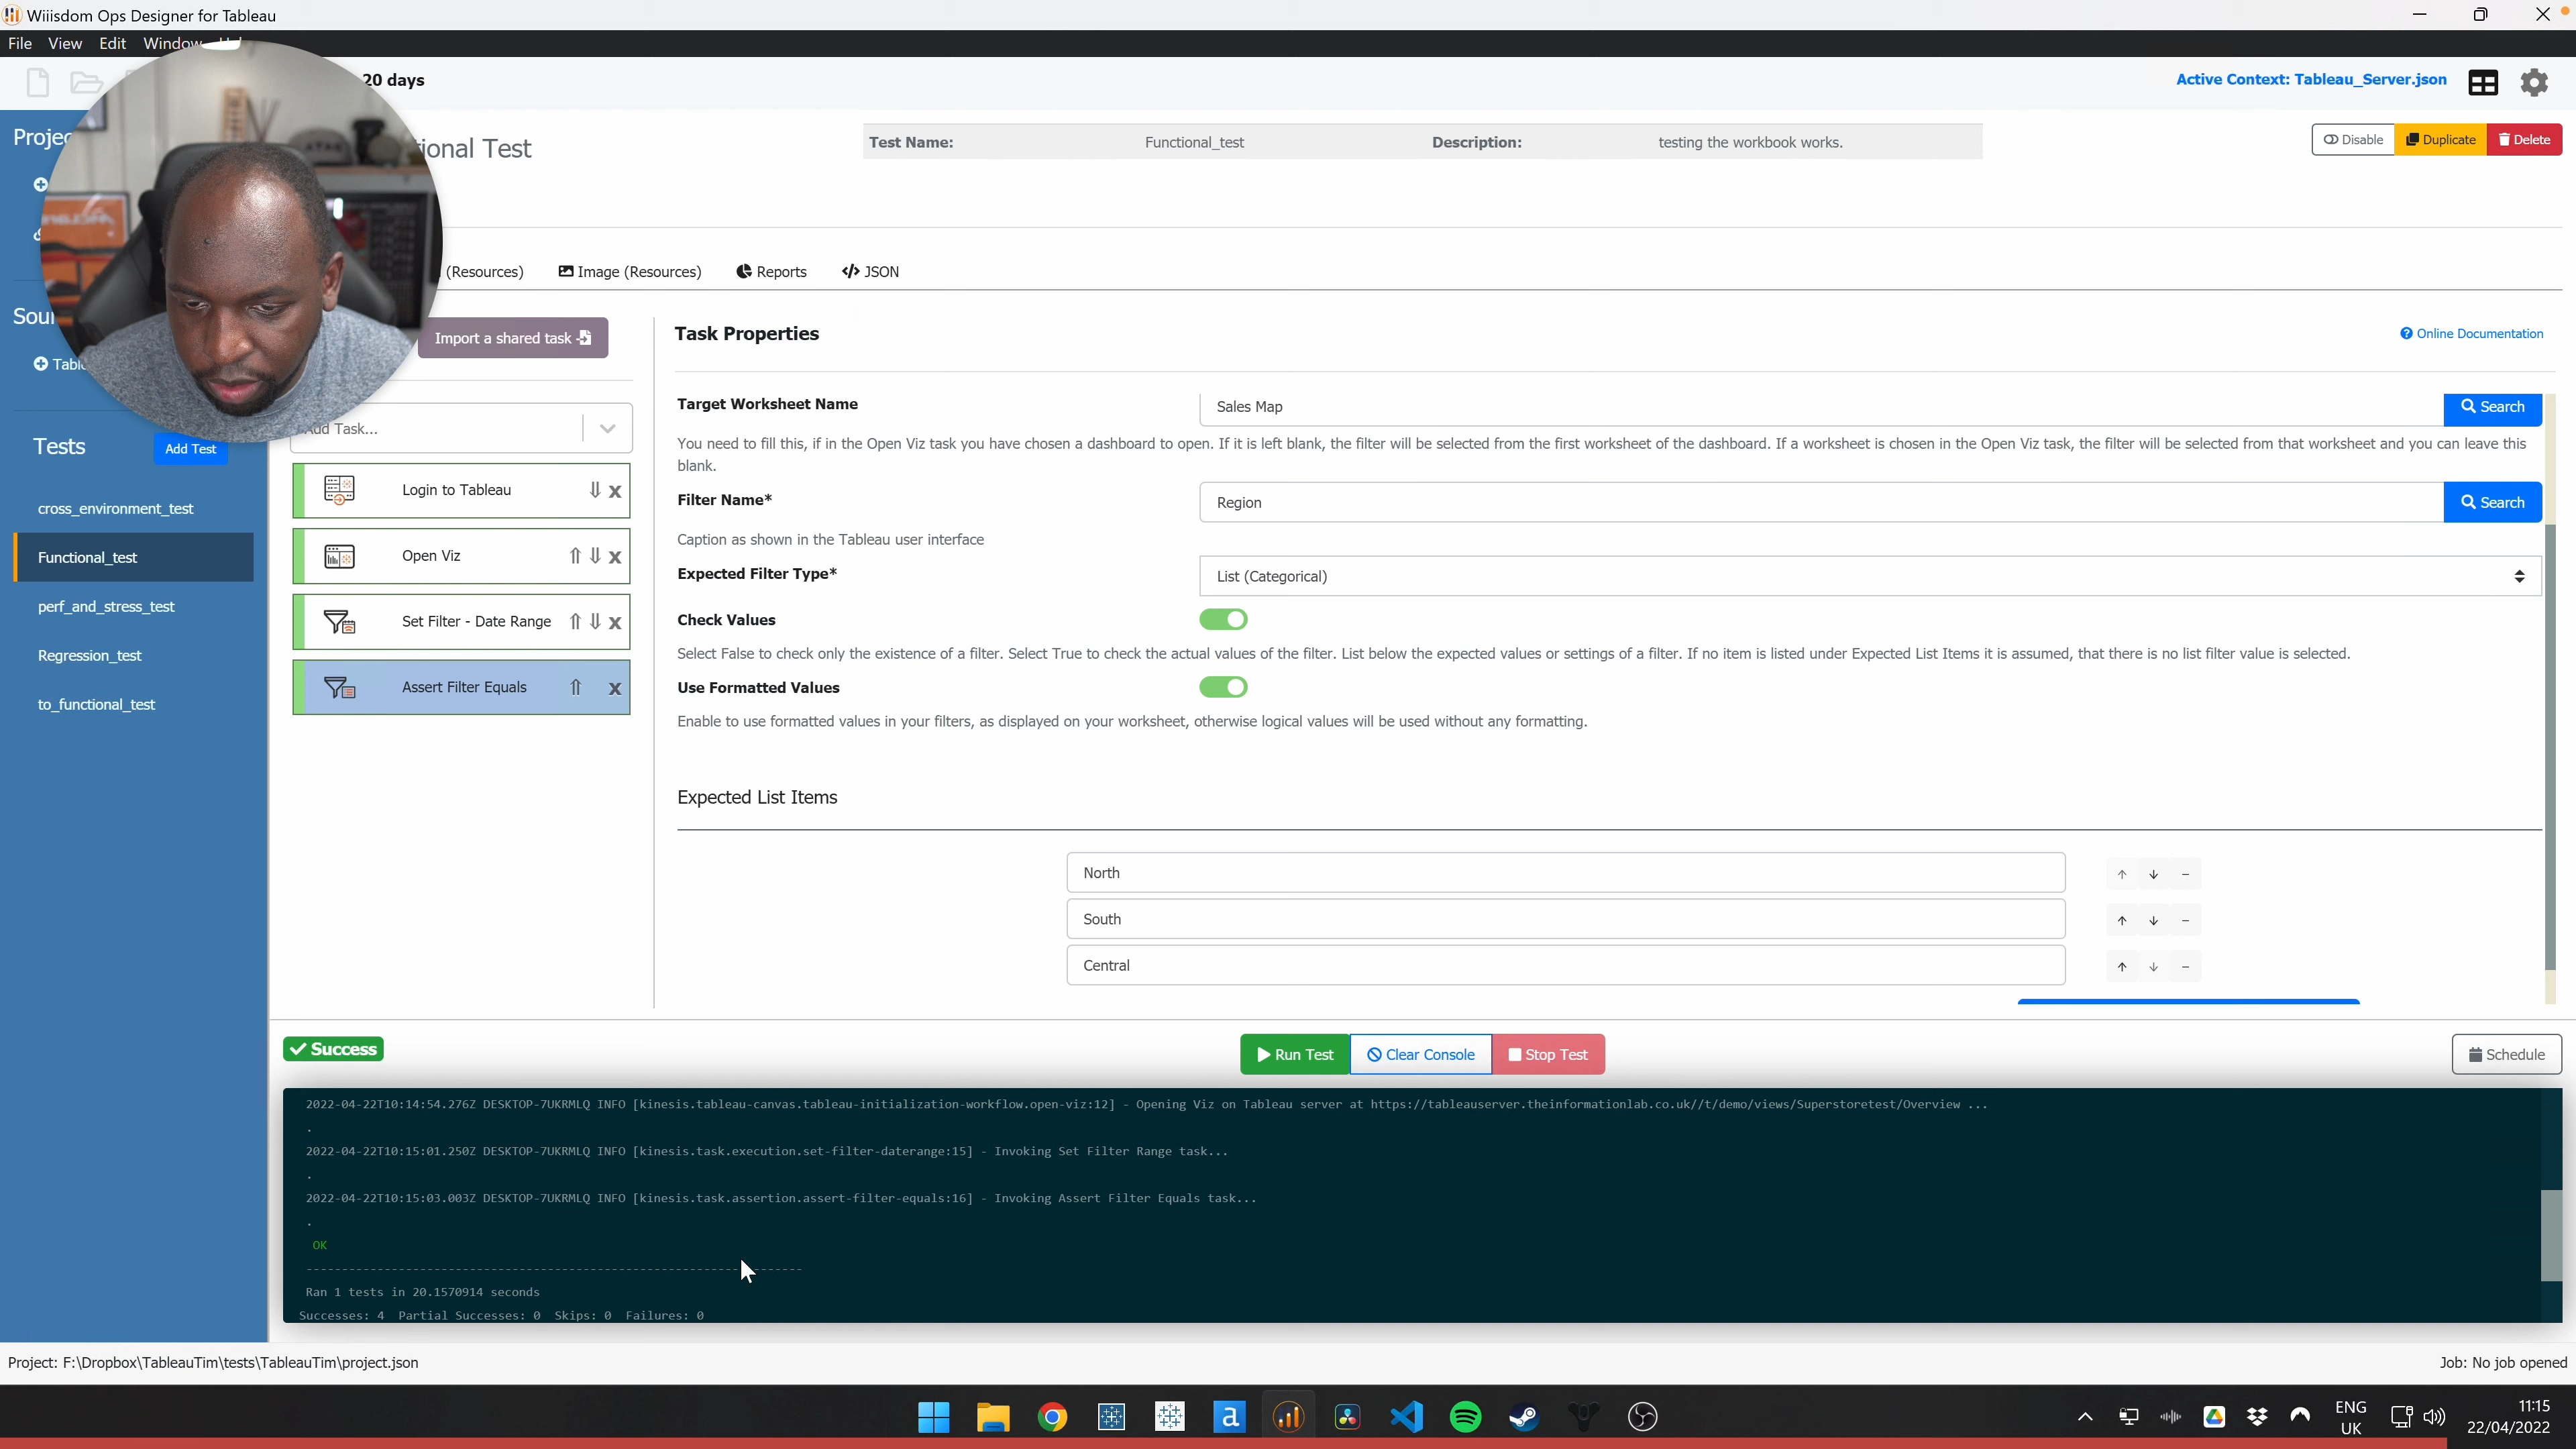 Wiiisdom Ops Designer for Tableau
File View Edit Window
20 days
Active Context: Tableau_Server.json
Test Name: Functional_test Description: testing the workbook works.
Disable Duplicate Delete
(Resources) Image (Resources) Reports JSON
Import a shared task
Task Properties
Online Documentation
Target Worksheet Name
Sales Map
Search
You need to fill this, if in the Open Viz task you have chosen a dashboard to open. If it is left blank, the filter will be selected from the first worksheet of the dashboard. If a worksheet is chosen in the Open Viz task, the filter will be selected from that worksheet and you can leave this
blank.
Filter Name*
Region
Search
Caption as shown in the Tableau user interface
Expected Filter Type*
List (Categorical)
Check Values
Select False to check only the existence of a filter. Select True to check the actual values of the filter. List below the expected values or settings of a filter. If no item is listed under Expected List Items it is assumed, that there is no list filter value is selected.
Use Formatted Values
Enable to use formatted values in your filters, as displayed on your worksheet, otherwise logical values will be used without any formatting.
Expected List Items
North
South
Central
Task...
Login to Tableau
Open Viz
Set Filter - Date Range
Assert Filter Equals
Tests
Add Test
cross_environment_test
Functional_test
perf_and_stress_test
Regression_test
to_functional_test
Success
Run Test Clear Console Stop Test
Schedule
2022-04-22T10:14:54.276Z DESKTOP-7UKRMLQ INFO [kinesis.tableau-canvas.tableau-initialization-workflow.open-viz:12] - Opening Viz on Tableau server at https://tableauserver.theinformationlab.co.uk//t/demo/views/Superstoretest/Overview ...
.
2022-04-22T10:15:01.250Z DESKTOP-7UKRMLQ INFO [kinesis.task.execution.set-filter-daterange:15] - Invoking Set Filter Range task...
.
2022-04-22T10:15:03.003Z DESKTOP-7UKRMLQ INFO [kinesis.task.assertion.assert-filter-equals:16] - Invoking Assert Filter Equals task...
.
OK
Ran 1 tests in 20.1570914 seconds
Successes: 4 Partial Successes: 0 Skips: 0 Failures: 0
Project: F:\Dropbox\TableauTim\tests\TableauTim\project.json
Job: No job opened
ENG
UK
11:15
22/04/2022